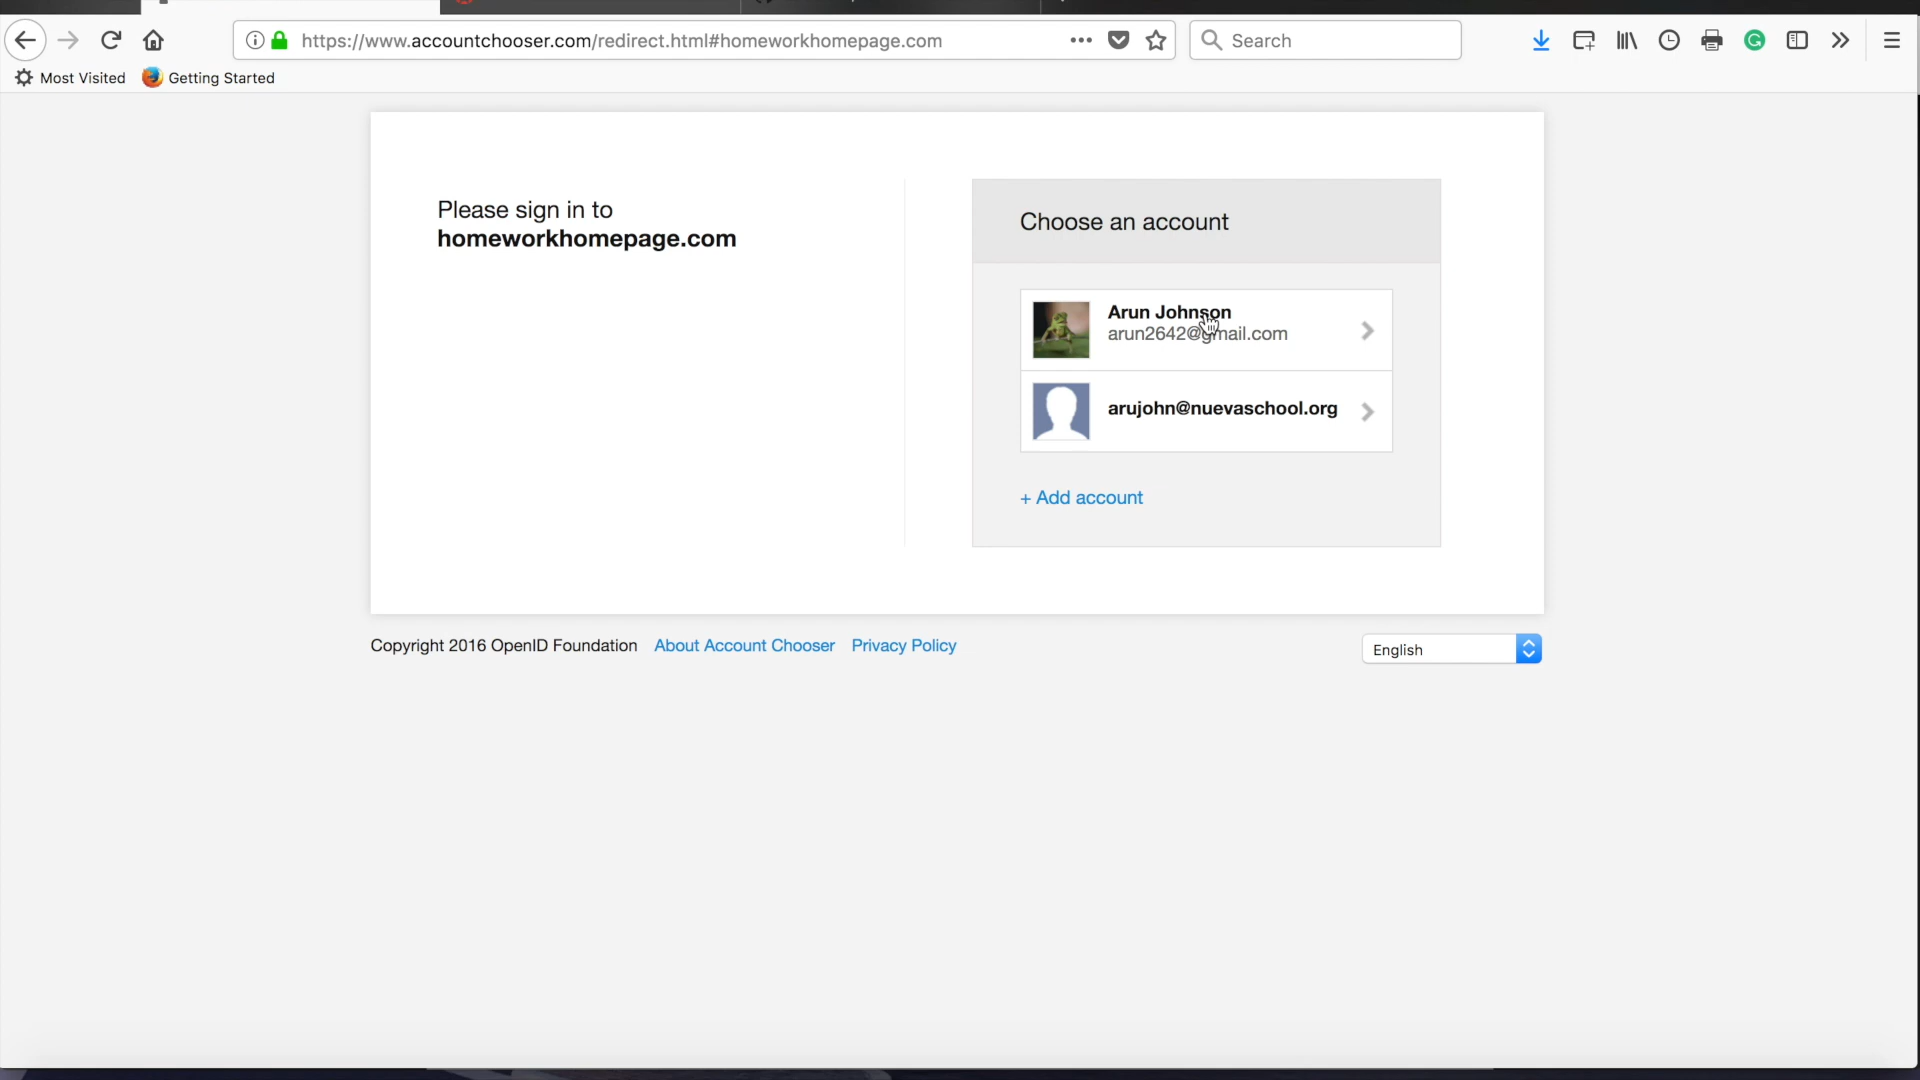 https://www.accountchooser.com/redirect.html#homeworkhomepage.com
Search
Most Visited
Getting Started
Please sign in to
homeworkhomepage.com
Choose an account
Arun Johnson
arun2642@gmail.com
arujohn@nuevaschool.org
+ Add account
Copyright 2016 OpenID Foundation About Account Chooser Privacy Policy
English